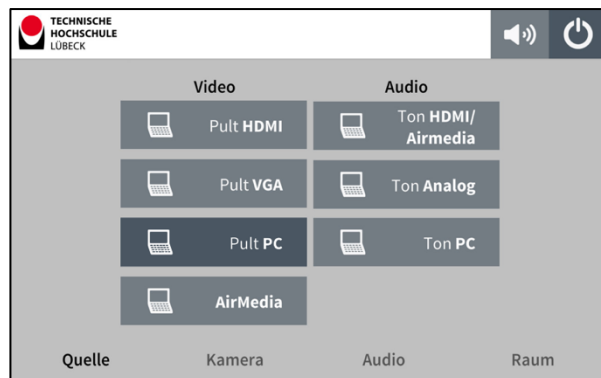 TECHNISCHE
HOCHSCHULE
LÜBECK
Video
Audio
Pult HDMI
Ton HDMI/
Airmedia
Pult VGA
Ton Analog
Pult PC
Ton PC
AirMedia
Quelle
Kamera
Audio
Raum